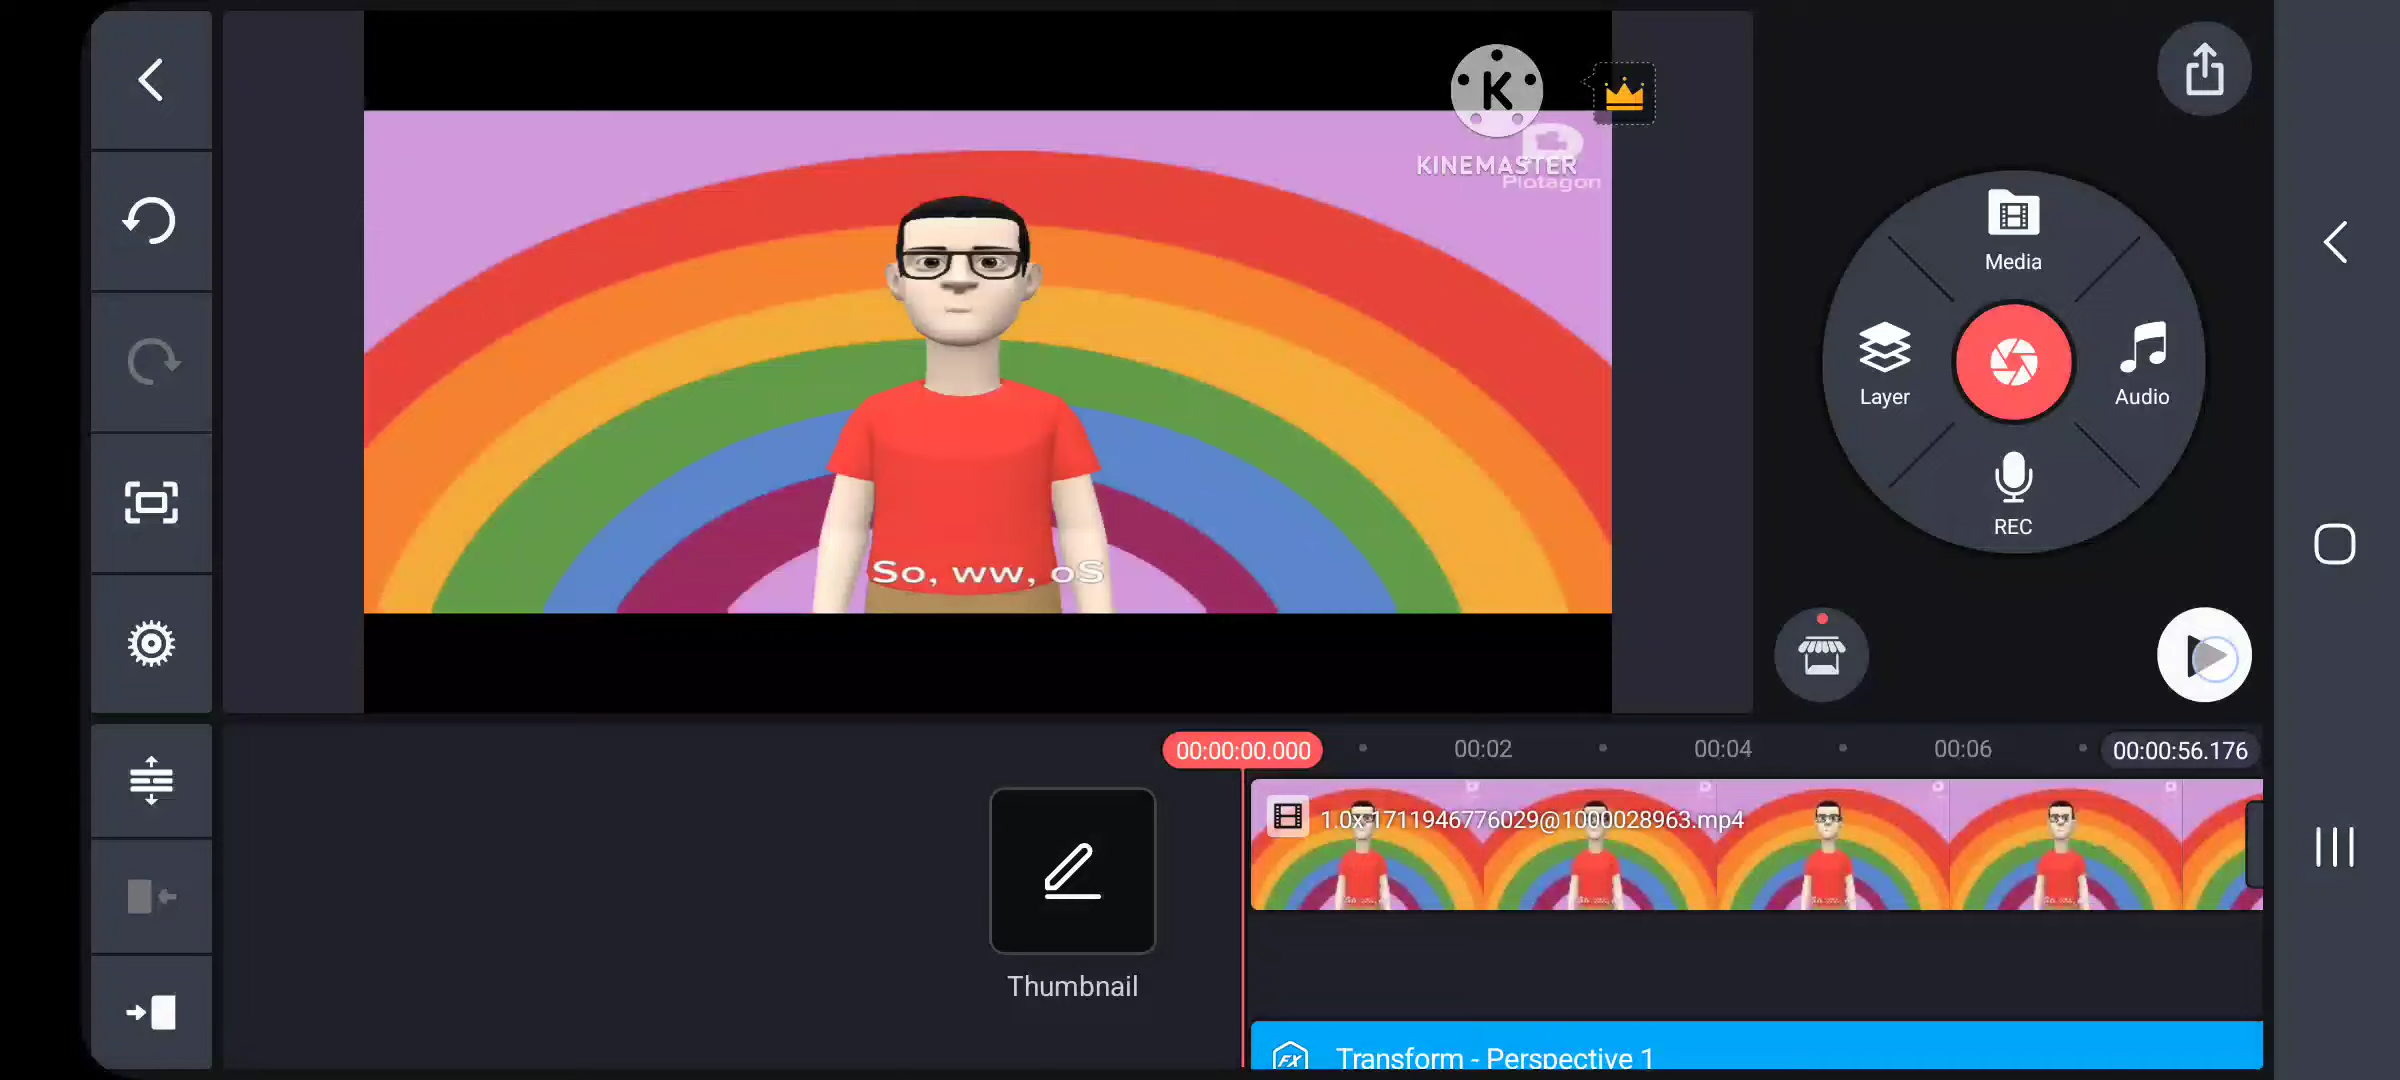 K
KINEMASTER
Plotagon
So, ww, oS
Media
Layer
Audio
REC
00:00:00.000
00:02
00:04
00:06
00:00:56.176
1.0x 1711946776029@1000028963.mp4
Thumbnail
FX Transform - Perspective 1